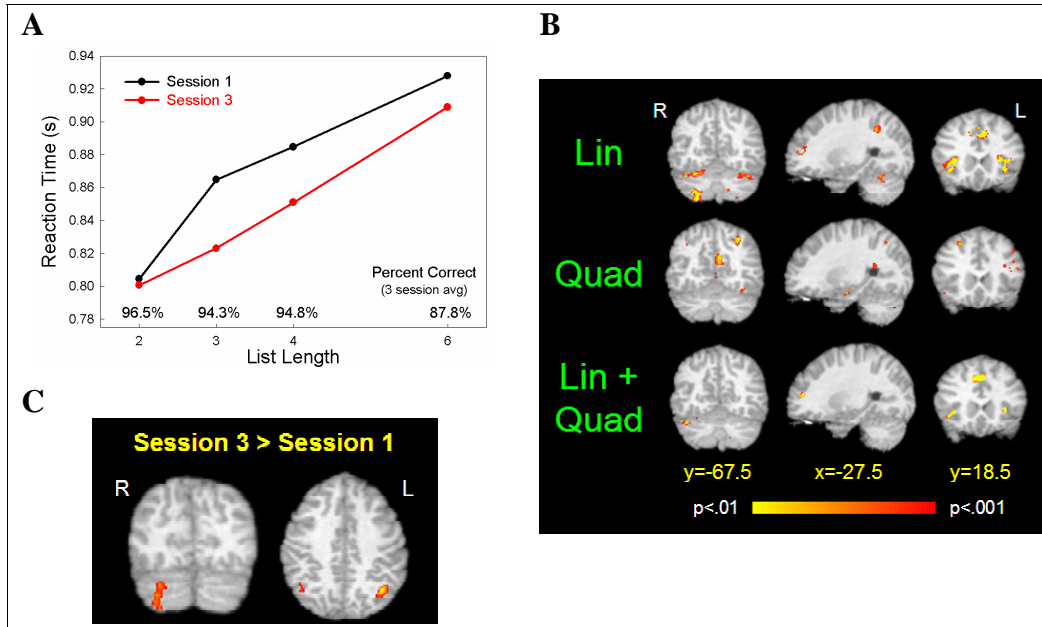 A
0.94
0.92
0.90
0.88
0.86
0.84
0.82
0.80
0.78
Reaction Time (s)
Session 1
Session 3
Percent Correct
(3 session avg)
96.5% 94.3% 94.8% 87.8%
2 3 4 6
List Length
B
R L
Lin
Quad
Lin +
Quad
y=-67.5 x=-27.5 y=18.5
p<.01 p<.001
C
Session 3 > Session 1
R L